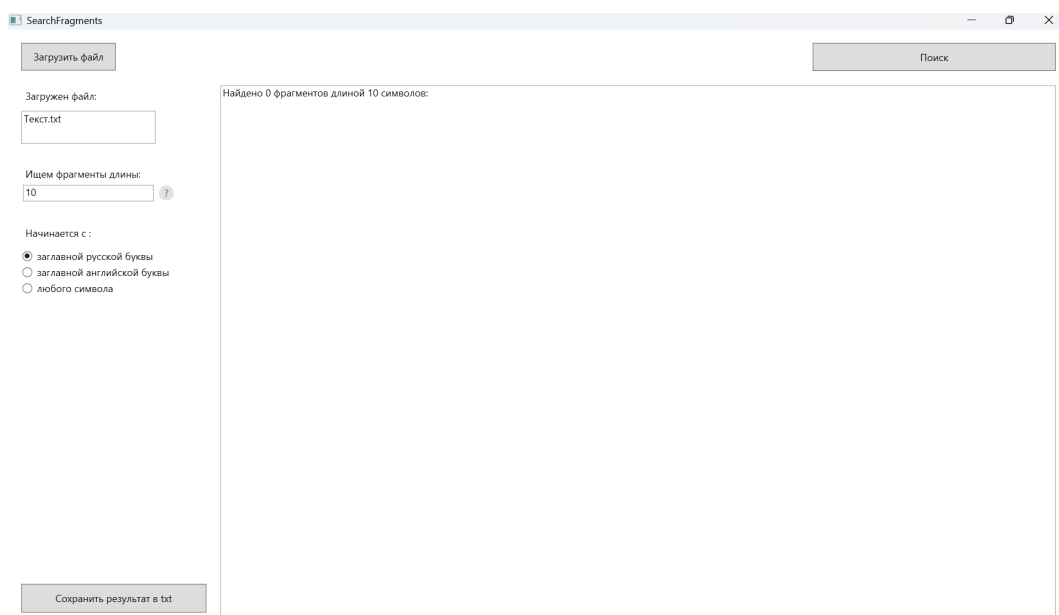 SearchFragments
Загрузить файл
Поиск
Загружен файл:
Текст.txt
Найдено 0 фрагментов длиной 10 символов:
Ищем фрагменты длины:
10
?
Начинается с :
заглавной русской буквы
заглавной английской буквы
любого символа
Сохранить результат в txt